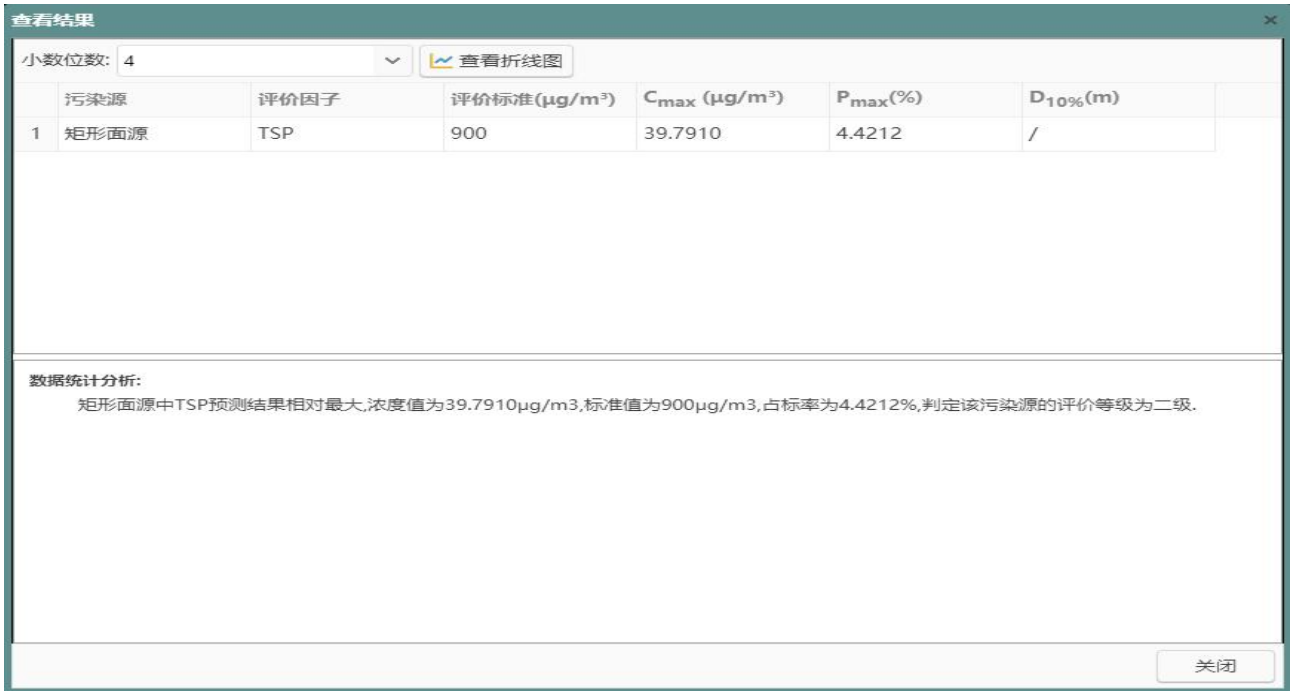 查看结果
小数位数: 4 查看折线图
污染源 评价因子 评价标准(μg/m³) Cmax (μg/m³) Pmax(%) D10%(m)
1 矩形面源 TSP 900 39.7910 4.4212 /
数据统计分析:
矩形面源中TSP预测结果相对最大,浓度值为39.7910μg/m3,标准值为900μg/m3,占标率为4.4212%,判定该污染源的评价等级为二级.
关闭